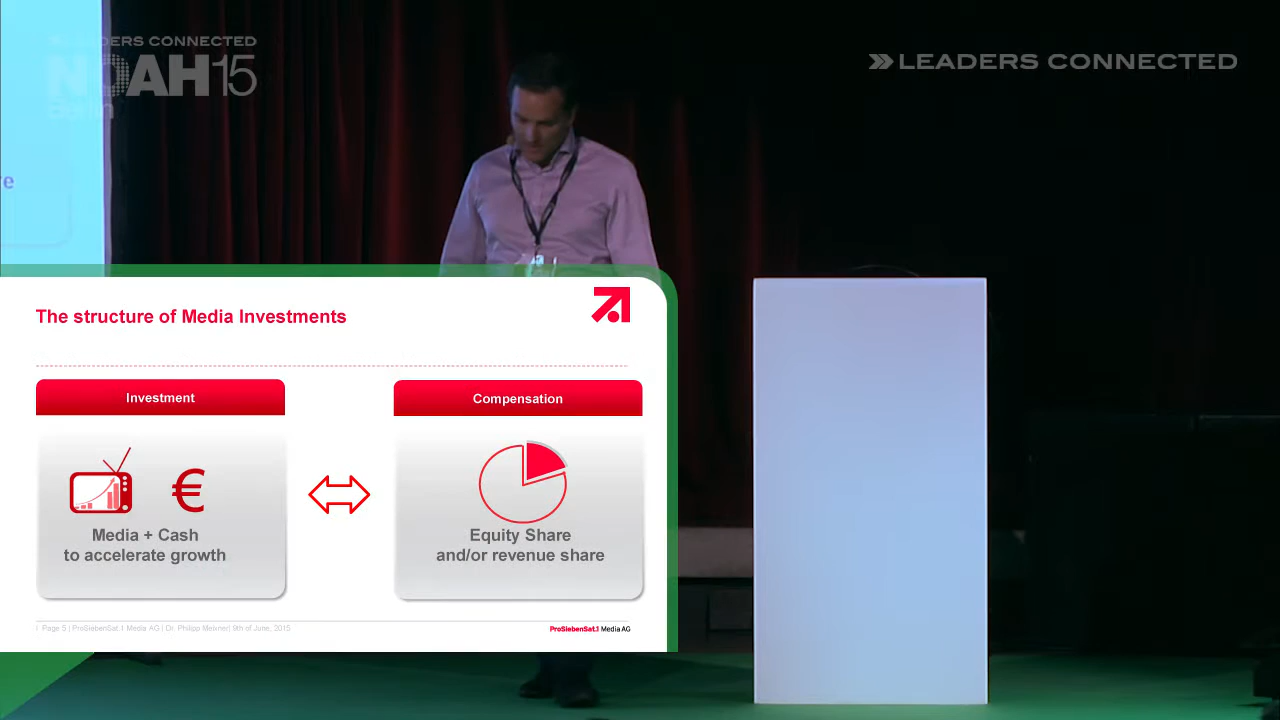 LEADERS CONNECTED
NOAH15
Berlin
LEADERS CONNECTED
The structure of Media Investments
Investment
Compensation
€
Media + Cash
to accelerate growth
Equity Share
and/or revenue share
I Page 5 | ProSiebenSat.1 Media AG | Dr. Philipp Meixner| 9th of June, 2015
ProSiebenSat.1 Media AG